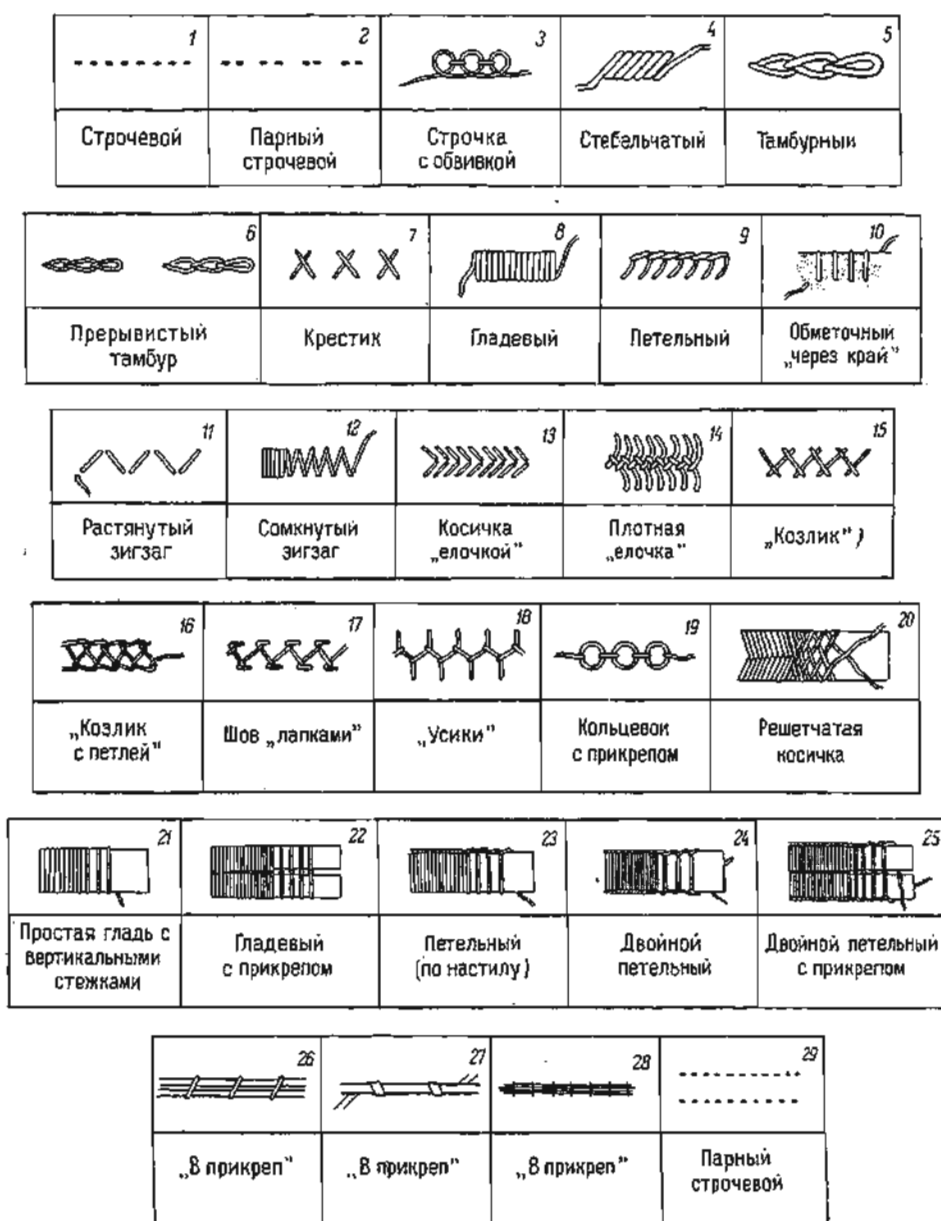 1 2 3 4 5
Строчевой Парный строчевой Строчка с обвивкой Стебельчатый Тамбурный
6 7 8 9 10
Прерывистый тамбур Крестик Гладевый Петельный Обметочный „через край”
11 12 13 14 15
Растянутый зигзаг Сомкнутый зигзаг Косичка „елочкой” Плотная „елочка” „Козлик” )
16 17 18 19 20
„Козлик с петлей” Шов „лапками” „Усики” Кольцевок с прикрепом Решетчатая косичка
21 22 23 24 25
Простая гладь с вертикальными стежками Гладевый с прикрепом Петельный (по настилу) Двойной петельный Двойной петельный с прикрепом
26 27 28 29
„В прикреп” „В прикреп” „В прикреп” Парный строчевой